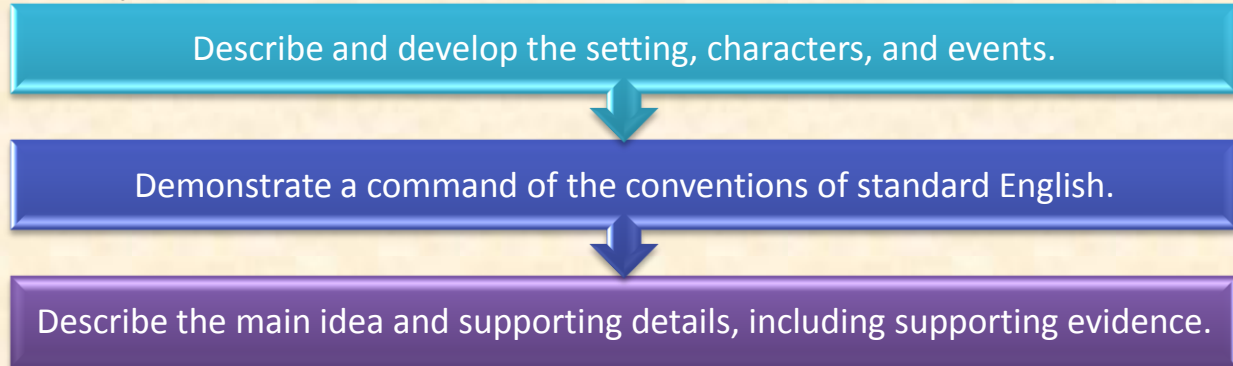 Describe and develop the setting, characters, and events.
Demonstrate a command of the conventions of standard English.
Describe the main idea and supporting details, including supporting evidence.